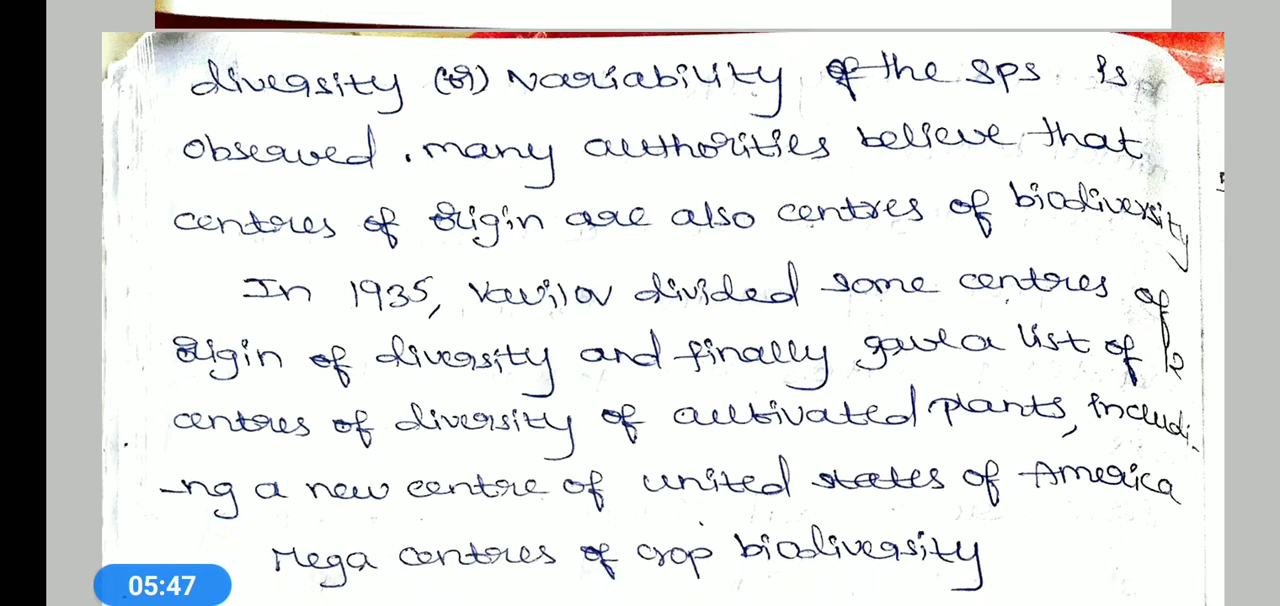 diversity (or) variability of the sps is
observed. many authorities believe that
centres of origin are also centres of biodiversity
In 1935, Vavilov divided some centres of
origin of diversity and finally gave a list of 12
centres of diversity of cultivated plants, includi-
-ng a new centre of united states of America
Mega centres of crop biodiversity
05:47